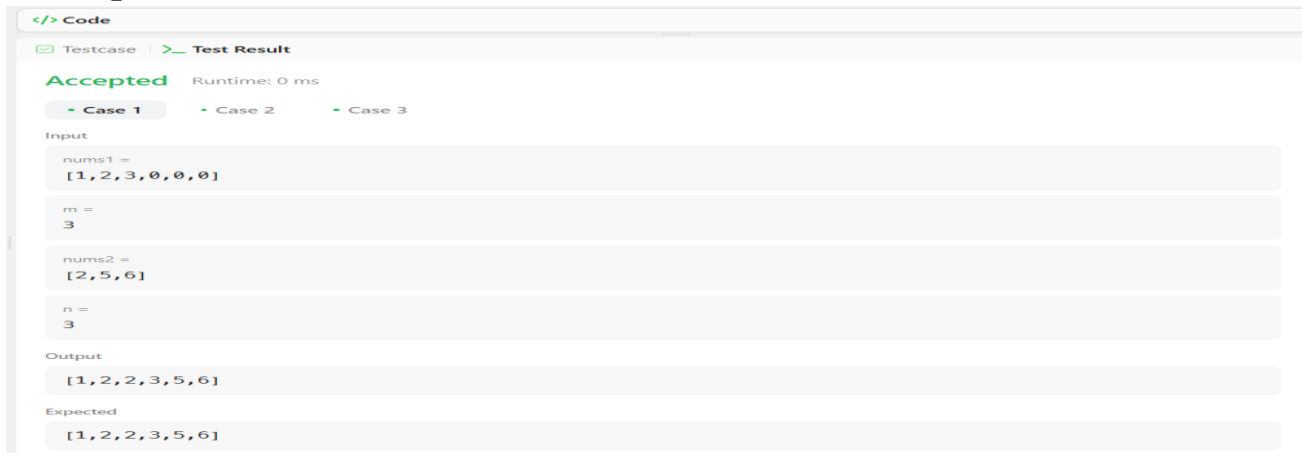 </> Code
Testcase | >_ Test Result
Accepted Runtime: 0 ms
• Case 1 • Case 2 • Case 3
Input
nums1 =
[1,2,3,0,0,0]
m =
3
nums2 =
[2,5,6]
n =
3
Output
[1,2,2,3,5,6]
Expected
[1,2,2,3,5,6]